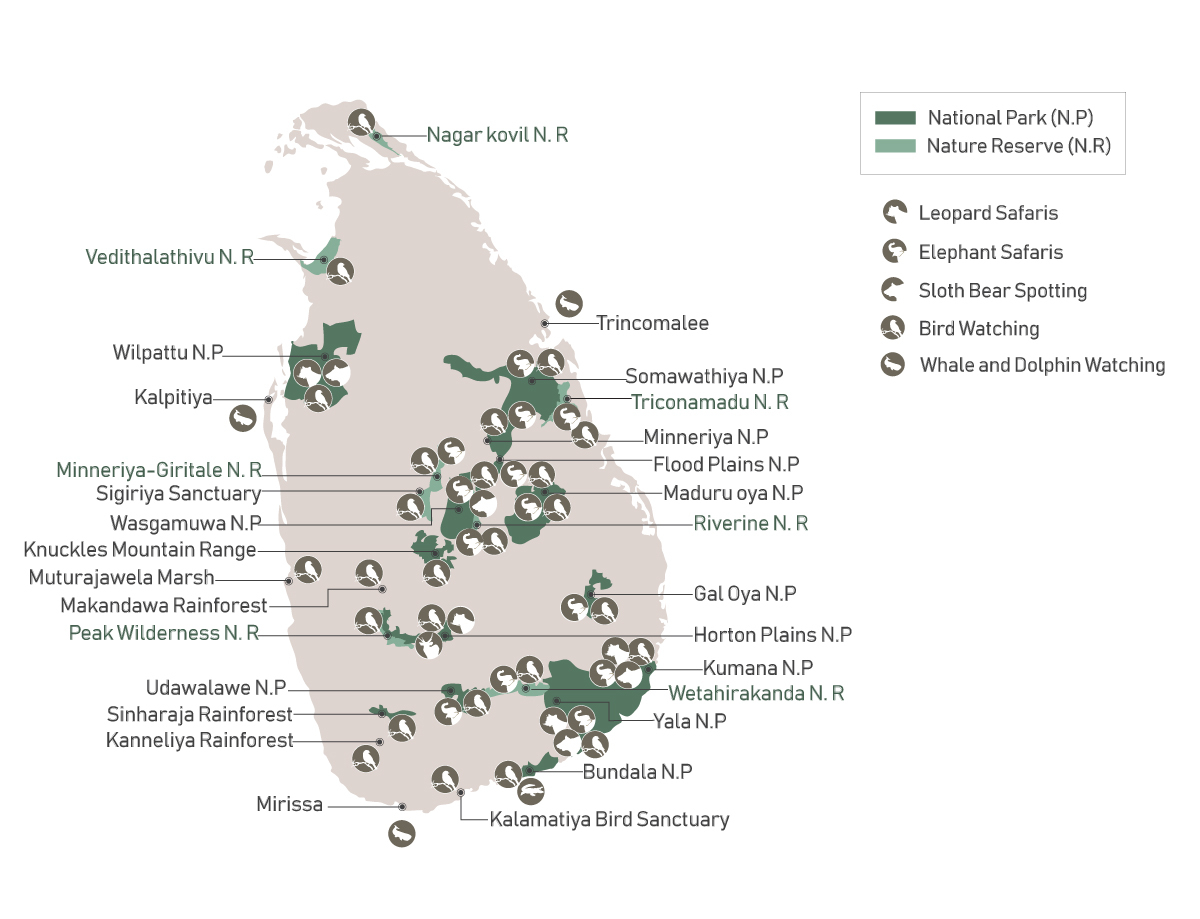 Nagar kovil N. R
National Park (N.P)
Nature Reserve (N.R)
Leopard Safaris
Elephant Safaris
Sloth Bear Spotting
Bird Watching
Whale and Dolphin Watching
Vedithalathivu N. R
Trincomalee
Wilpattu N.P
Somawathiya N.P
Kalpitiya
Triconamadu N. R
Minneriya N.P
Flood Plains N.P
Minneriya-Giritale N. R
Sigiriya Sanctuary
Maduru oya N.P
Wasgamuwa N.P
Riverine N. R
Knuckles Mountain Range
Muturajawela Marsh
Gal Oya N.P
Makandawa Rainforest
Peak Wilderness N. R
Horton Plains N.P
Kumana N.P
Udawalawe N.P
Wetahirakanda N. R
Sinharaja Rainforest
Yala N.P
Kanneliya Rainforest
Bundala N.P
Mirissa
Kalamatiya Bird Sanctuary